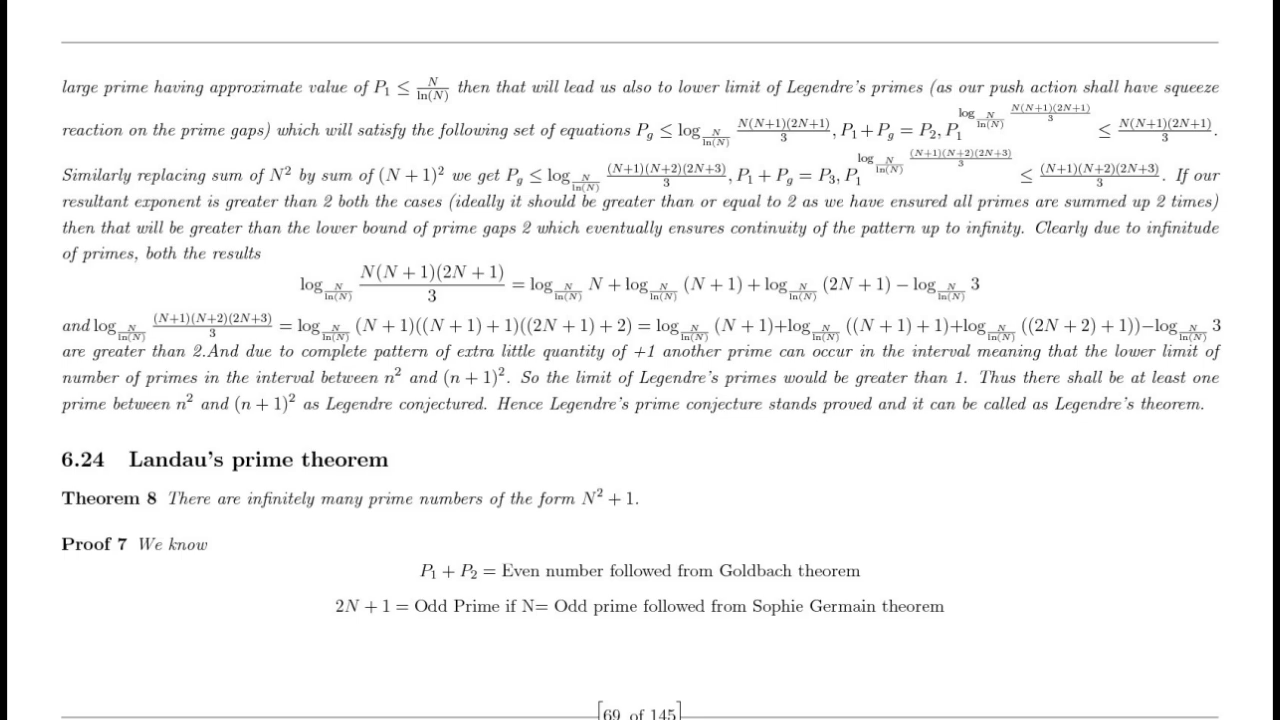 large prime having approximate value of P₁ ≤ N/ln(N) then that will lead us also to lower limit of Legendre's primes (as our push action shall have squeeze
reaction on the prime gaps) which will satisfy the following set of equations P_g ≤ log_{N/ln(N)} N(N+1)(2N+1)/3, P₁ + P_g = P₂, P₁^{log_{N/ln(N)} N(N+1)(2N+1)/3} ≤ N(N+1)(2N+1)/3.
Similarly replacing sum of N² by sum of (N + 1)² we get P_g ≤ log_{N/ln(N)} (N+1)(N+2)(2N+3)/3, P₁ + P_g = P₃, P₁^{log_{N/ln(N)} (N+1)(N+2)(2N+3)/3} ≤ (N+1)(N+2)(2N+3)/3. If our
resultant exponent is greater than 2 both the cases (ideally it should be greater than or equal to 2 as we have ensured all primes are summed up 2 times)
then that will be greater than the lower bound of prime gaps 2 which eventually ensures continuity of the pattern up to infinity. Clearly due to infinitude
of primes, both the results
log_{N/ln(N)} N(N + 1)(2N + 1)/3 = log_{N/ln(N)} N + log_{N/ln(N)} (N + 1) + log_{N/ln(N)} (2N + 1) − log_{N/ln(N)} 3
and log_{N/ln(N)} (N+1)(N+2)(2N+3)/3 = log_{N/ln(N)} (N + 1)((N + 1) + 1)((2N + 1) + 2) = log_{N/ln(N)} (N + 1)+log_{N/ln(N)} ((N + 1) + 1)+log_{N/ln(N)} ((2N + 2) + 1))−log_{N/ln(N)} 3
are greater than 2.And due to complete pattern of extra little quantity of +1 another prime can occur in the interval meaning that the lower limit of
number of primes in the interval between n² and (n + 1)². So the limit of Legendre's primes would be greater than 1. Thus there shall be at least one
prime between n² and (n + 1)² as Legendre conjectured. Hence Legendre's prime conjecture stands proved and it can be called as Legendre's theorem.
6.24 Landau's prime theorem
Theorem 8 There are infinitely many prime numbers of the form N² + 1.
Proof 7 We know
P₁ + P₂ = Even number followed from Goldbach theorem
2N + 1 = Odd Prime if N= Odd prime followed from Sophie Germain theorem
[69 of 145]